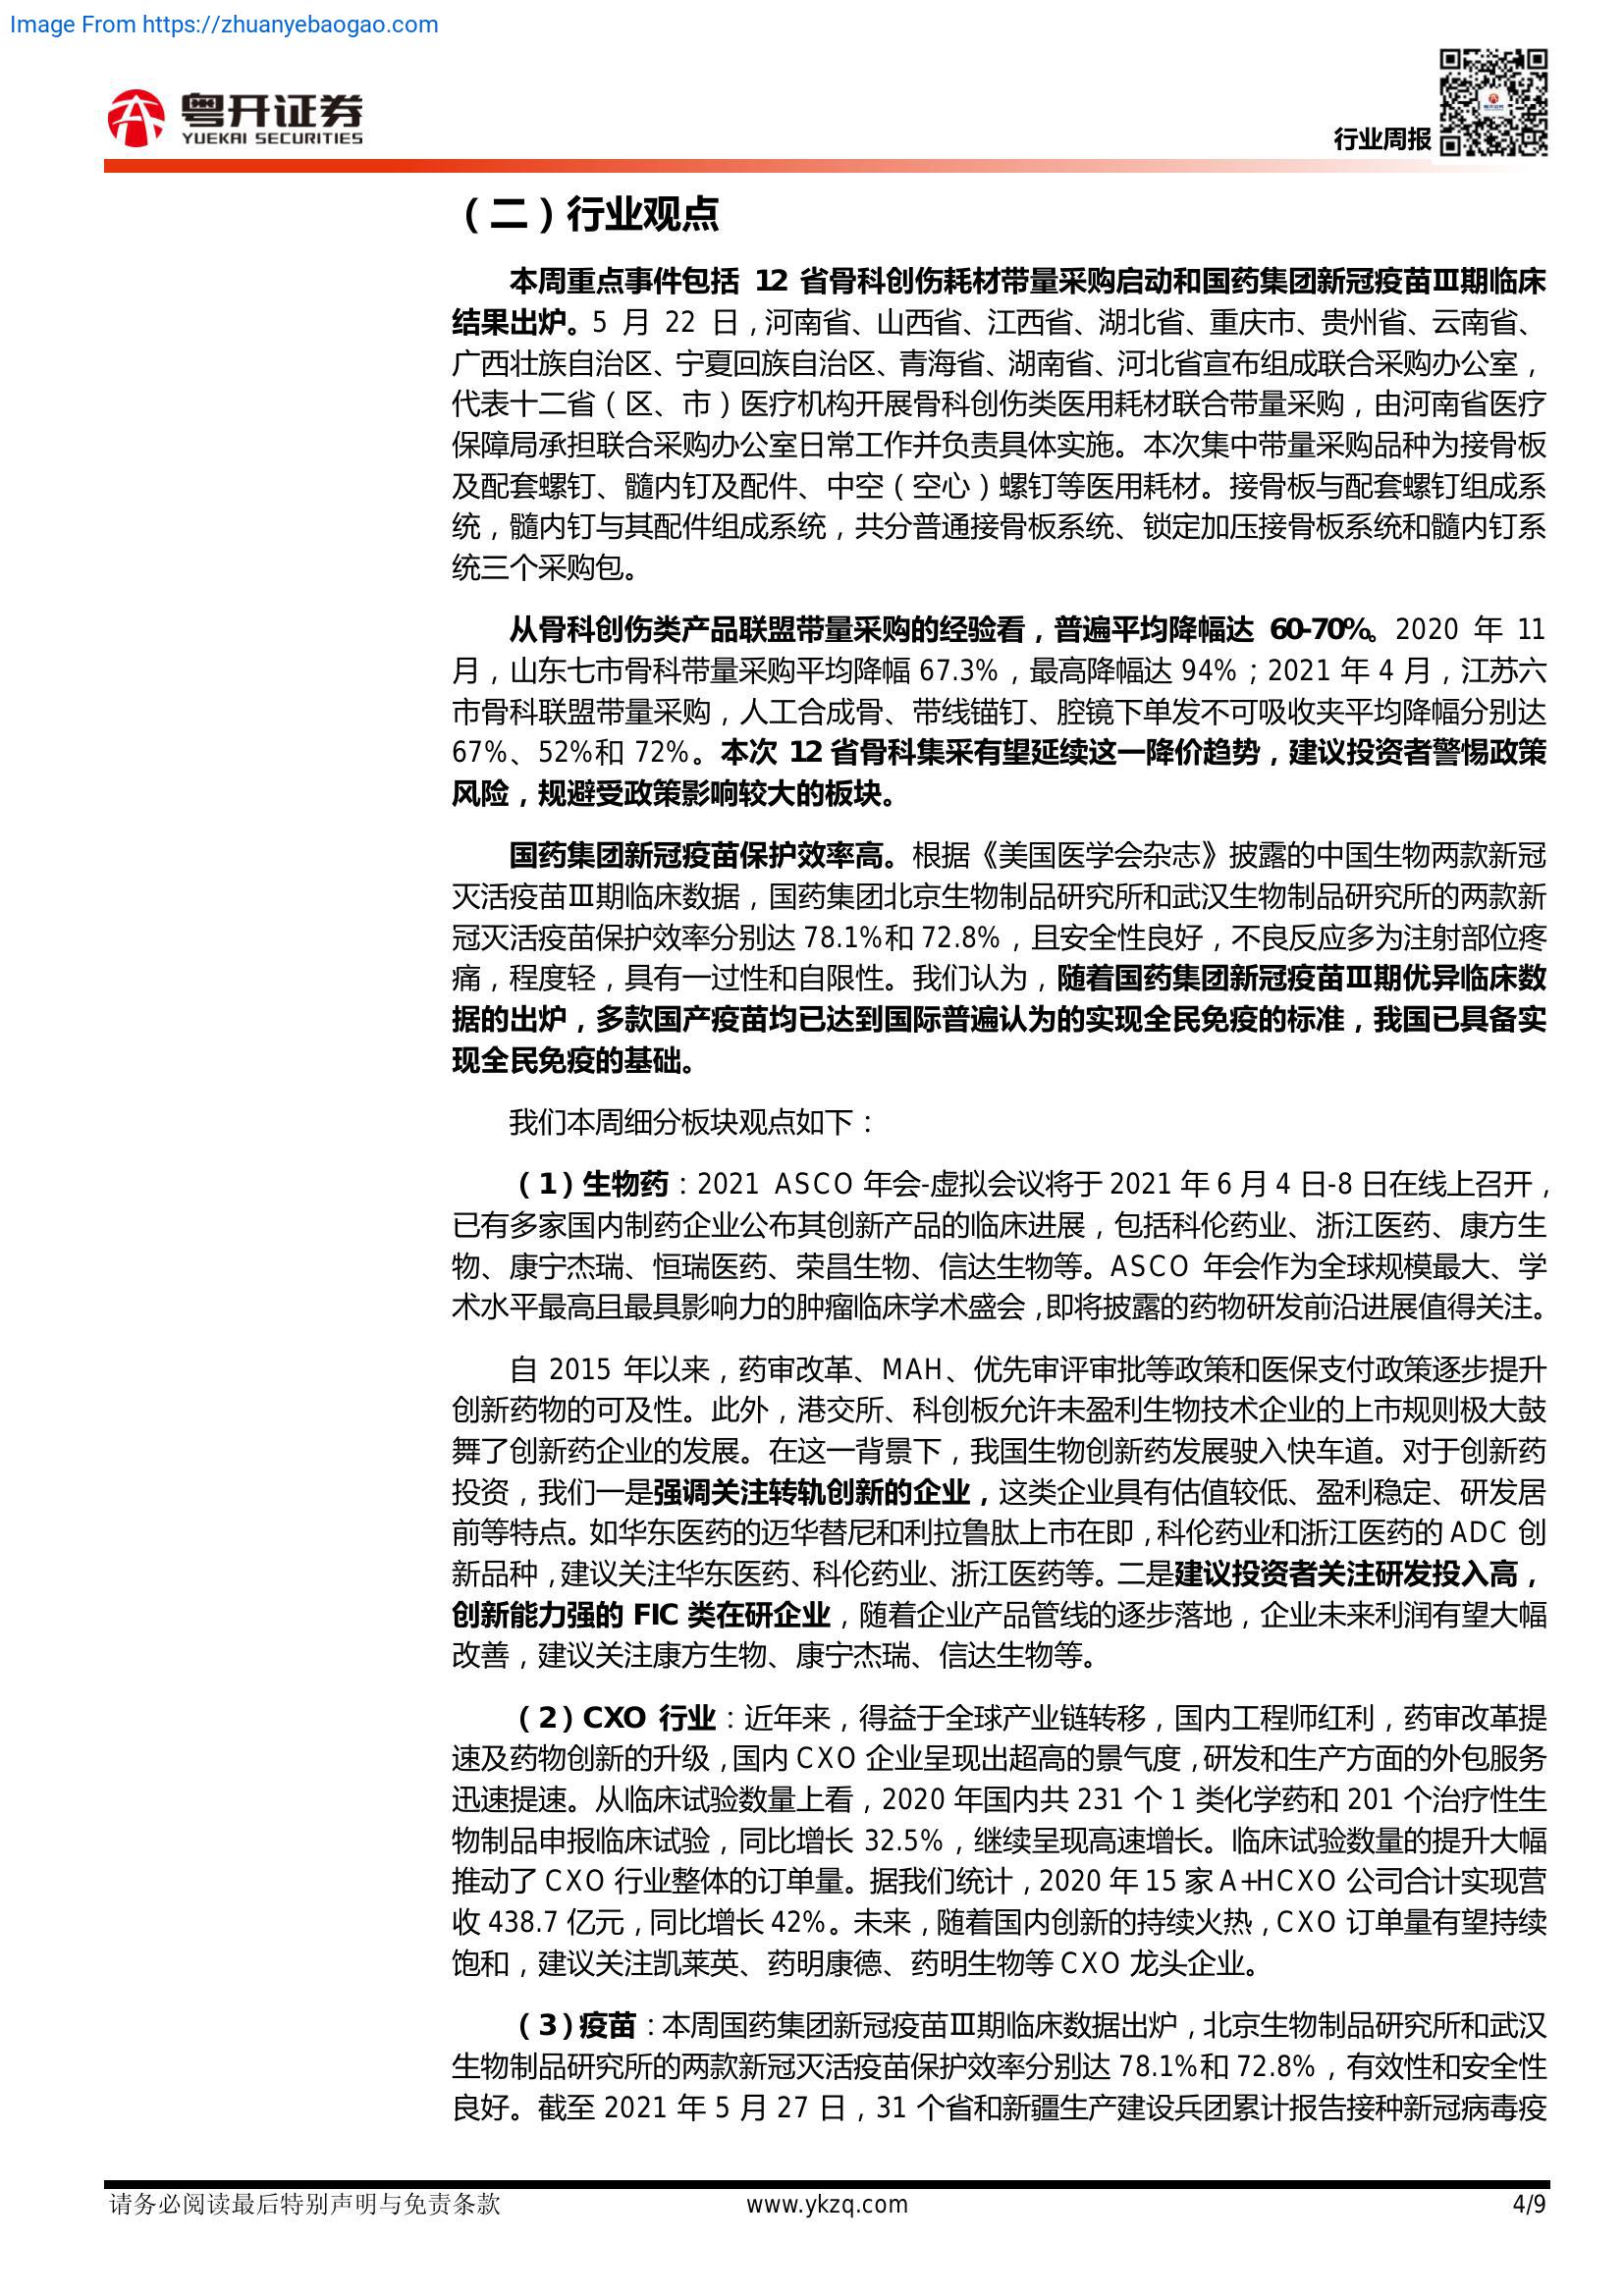 Image From https://zhuanyebaogao.com
粤开证券
YUEKAI SECURITIES
行业周报
（二）行业观点
本周重点事件包括 12 省骨科创伤耗材带量采购启动和国药集团新冠疫苗Ⅲ期临床
结果出炉。5 月 22 日，河南省、山西省、江西省、湖北省、重庆市、贵州省、云南省、
广西壮族自治区、宁夏回族自治区、青海省、湖南省、河北省宣布组成联合采购办公室，
代表十二省（区、市）医疗机构开展骨科创伤类医用耗材联合带量采购，由河南省医疗
保障局承担联合采购办公室日常工作并负责具体实施。本次集中带量采购品种为接骨板
及配套螺钉、髓内钉及配件、中空（空心）螺钉等医用耗材。接骨板与配套螺钉组成系
统，髓内钉与其配件组成系统，共分普通接骨板系统、锁定加压接骨板系统和髓内钉系
统三个采购包。
从骨科创伤类产品联盟带量采购的经验看，普遍平均降幅达 60-70%。2020 年 11
月，山东七市骨科带量采购平均降幅 67.3%，最高降幅达 94%；2021 年 4 月，江苏六
市骨科联盟带量采购，人工合成骨、带线锚钉、腔镜下单发不可吸收夹平均降幅分别达
67%、52%和 72%。本次 12 省骨科集采有望延续这一降价趋势，建议投资者警惕政策
风险，规避受政策影响较大的板块。
国药集团新冠疫苗保护效率高。根据《美国医学会杂志》披露的中国生物两款新冠
灭活疫苗Ⅲ期临床数据，国药集团北京生物制品研究所和武汉生物制品研究所的两款新
冠灭活疫苗保护效率分别达 78.1%和 72.8%，且安全性良好，不良反应多为注射部位疼
痛，程度轻，具有一过性和自限性。我们认为，随着国药集团新冠疫苗Ⅲ期优异临床数
据的出炉，多款国产疫苗均已达到国际普遍认为的实现全民免疫的标准，我国已具备实
现全民免疫的基础。
我们本周细分板块观点如下：
（1）生物药：2021 ASCO 年会-虚拟会议将于 2021 年 6 月 4 日-8 日在线上召开，
已有多家国内制药企业公布其创新产品的临床进展，包括科伦药业、浙江医药、康方生
物、康宁杰瑞、恒瑞医药、荣昌生物、信达生物等。ASCO 年会作为全球规模最大、学
术水平最高且最具影响力的肿瘤临床学术盛会，即将披露的药物研发前沿进展值得关注。
自 2015 年以来，药审改革、MAH、优先审评审批等政策和医保支付政策逐步提升
创新药物的可及性。此外，港交所、科创板允许未盈利生物技术企业的上市规则极大鼓
舞了创新药企业的发展。在这一背景下，我国生物创新药发展驶入快车道。对于创新药
投资，我们一是强调关注转轨创新的企业，这类企业具有估值较低、盈利稳定、研发居
前等特点。如华东医药的迈华替尼和利拉鲁肽上市在即，科伦药业和浙江医药的 ADC 创
新品种，建议关注华东医药、科伦药业、浙江医药等。二是建议投资者关注研发投入高，
创新能力强的 FIC 类在研企业，随着企业产品管线的逐步落地，企业未来利润有望大幅
改善，建议关注康方生物、康宁杰瑞、信达生物等。
（2）CXO 行业：近年来，得益于全球产业链转移，国内工程师红利，药审改革提
速及药物创新的升级，国内 CXO 企业呈现出超高的景气度，研发和生产方面的外包服务
迅速提速。从临床试验数量上看，2020 年国内共 231 个 1 类化学药和 201 个治疗性生
物制品申报临床试验，同比增长 32.5%，继续呈现高速增长。临床试验数量的提升大幅
推动了 CXO 行业整体的订单量。据我们统计，2020 年 15 家 A+HCXO 公司合计实现营
收 438.7 亿元，同比增长 42%。未来，随着国内创新的持续火热，CXO 订单量有望持续
饱和，建议关注凯莱英、药明康德、药明生物等 CXO 龙头企业。
（3）疫苗：本周国药集团新冠疫苗Ⅲ期临床数据出炉，北京生物制品研究所和武汉
生物制品研究所的两款新冠灭活疫苗保护效率分别达 78.1%和 72.8%，有效性和安全性
良好。截至 2021 年 5 月 27 日，31 个省和新疆生产建设兵团累计报告接种新冠病毒疫
请务必阅读最后特别声明与免责条款
www.ykzq.com
4/9